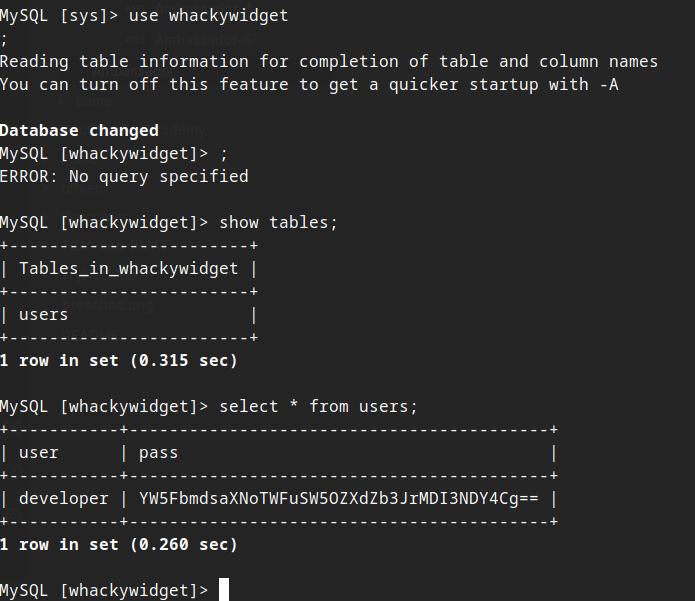 MySQL [sys]> use whackywidget
;
Reading table information for completion of table and column names
You can turn off this feature to get a quicker startup with -A
Database changed
MySQL [whackywidget]> ;
ERROR: No query specified
MySQL [whackywidget]> show tables;
+------------------------+
| Tables_in_whackywidget |
+------------------------+
| users                  |
+------------------------+
1 row in set (0.315 sec)
MySQL [whackywidget]> select * from users;
+-----------+------------------------------------------+
| user      | pass                                     |
+-----------+------------------------------------------+
| developer | YW5FbmdsaXNoTWFuSW5OZXdZb3JrMDI3NDY4Cg== |
+-----------+------------------------------------------+
1 row in set (0.260 sec)
MySQL [whackywidget]>